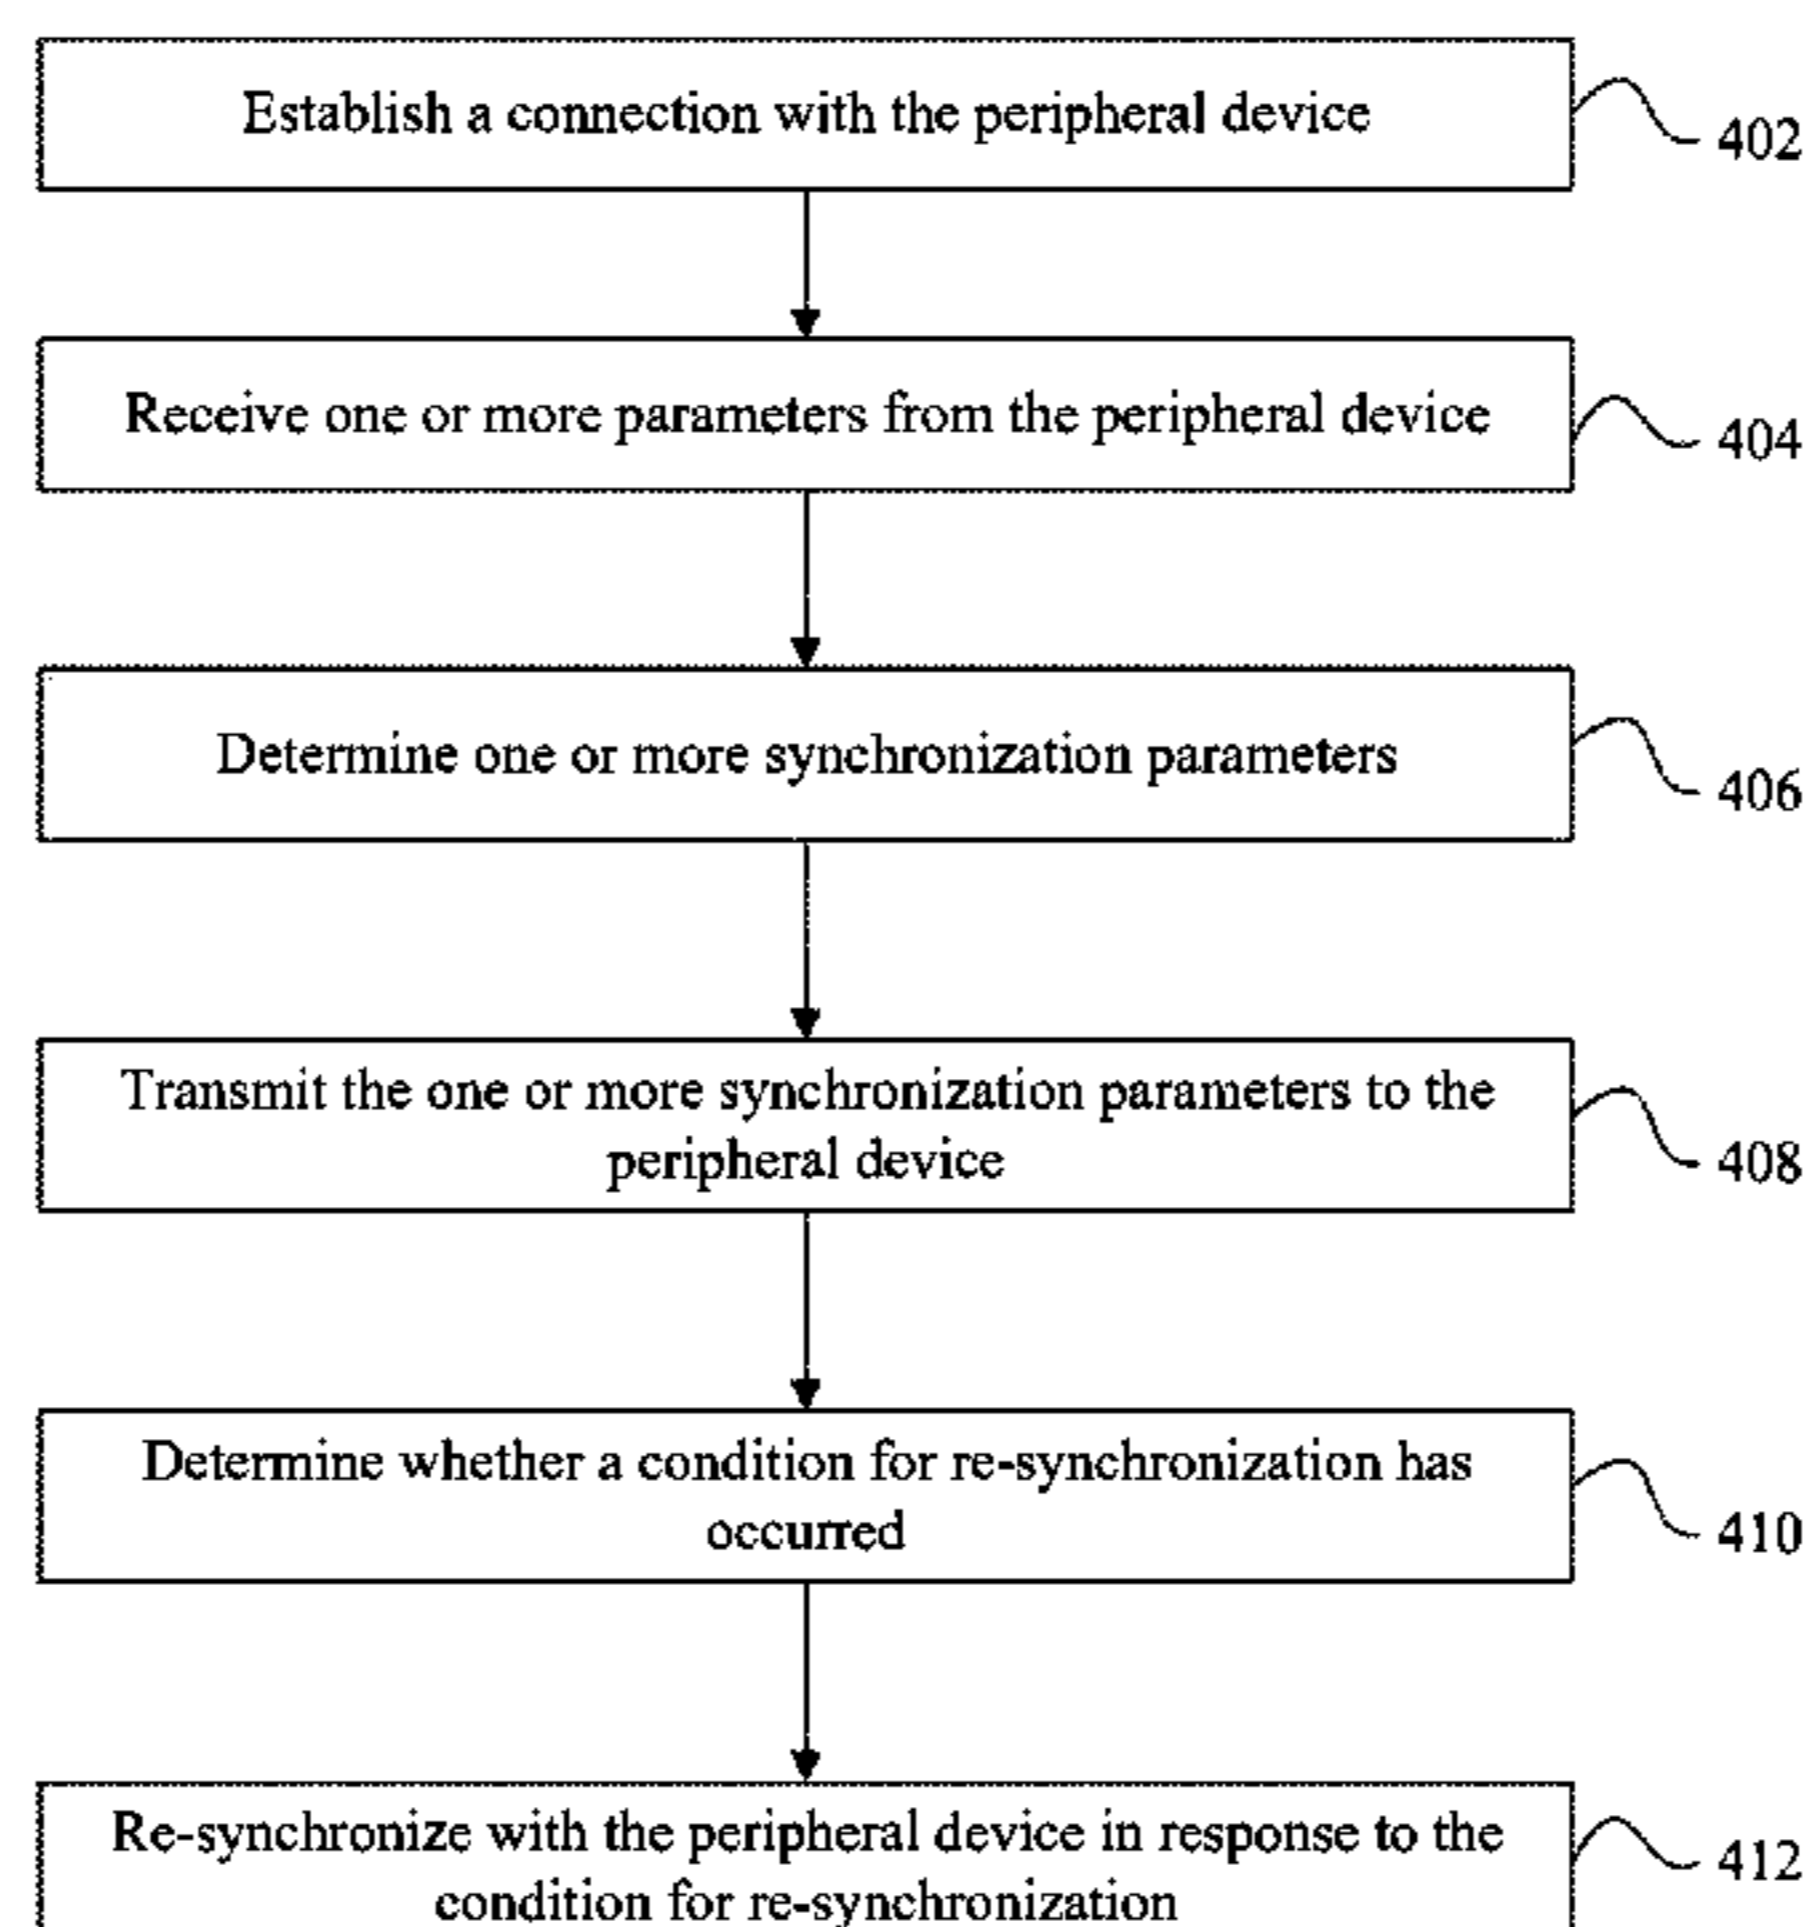 Establish a connection with the peripheral device
402
Receive one or more parameters from the peripheral device
404
Determine one or more synchronization parameters
406
Transmit the one or more synchronization parameters to the
peripheral device
408
Determine whether a condition for re-synchronization has
occurred
410
Re-synchronize with the peripheral device in response to the
condition for re-synchronization
412